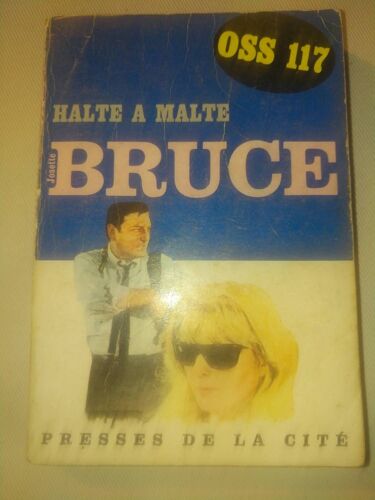 OSS 117
HALTE A MALTE
Josette
BRUCE
PRESSES DE LA CITÉ